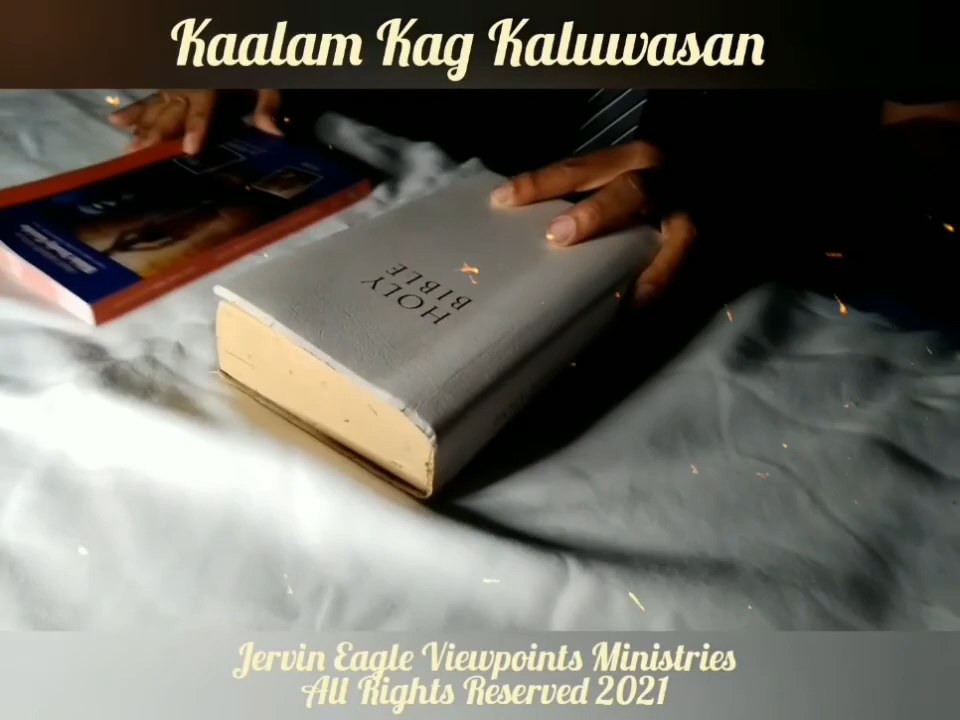 Kaalam Kag Kaluwasan
HOLY
BIBLE
Jervin Eagle Viewpoints Ministries
All Rights Reserved 2021